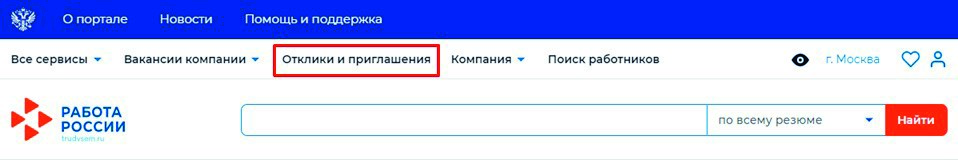 О портале Новости Помощь и поддержка
Все сервисы Вакансии компании Отклики и приглашения Компания Поиск работников г. Москва
РАБОТА
РОССИИ
trudvsem.ru
по всему резюме Найти